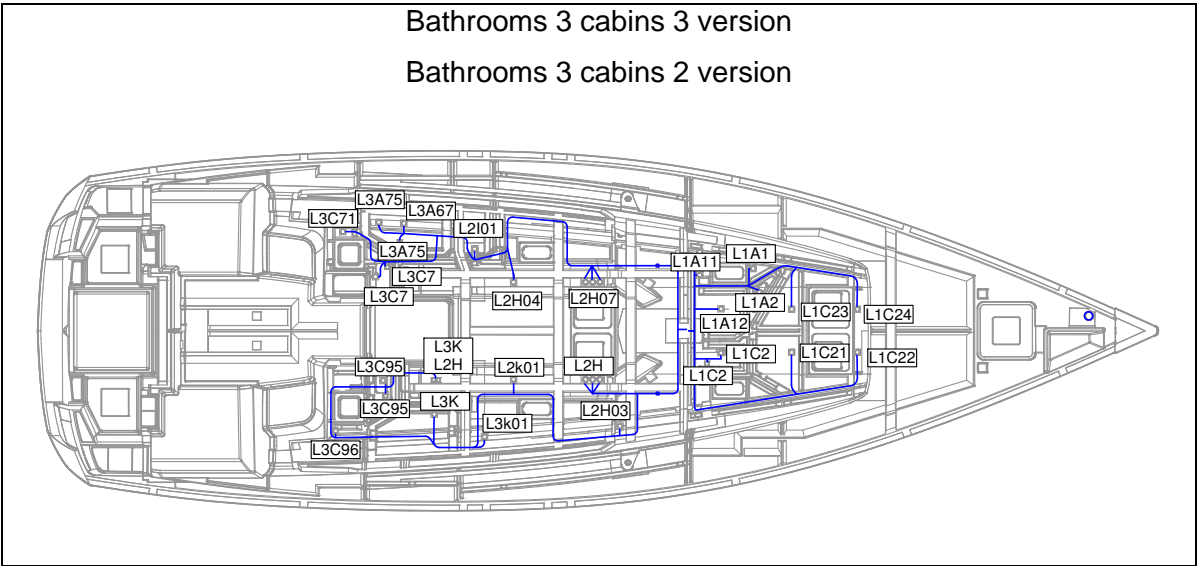 Bathrooms 3 cabins 3 version
Bathrooms 3 cabins 2 version
L3A75
L3A67
L3C71
L2I01
L3A75
L3C7
L3C7
L2H04
L2H07
L1A11
L1A1
L1A2
L1A12
L1C23
L1C24
L3K
L2H
L3C95
L2k01
L2H
L1C2
L1C21
L1C22
L1C2
L3C95
L3K
L2H03
L3k01
L3C96